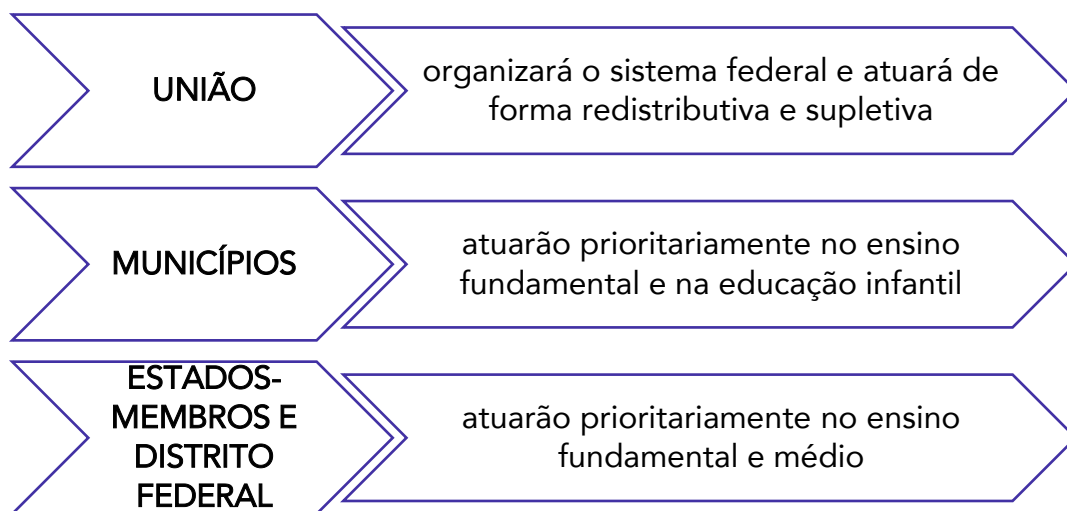 UNIÃO
organizará o sistema federal e atuará de
forma redistributiva e supletiva
MUNICÍPIOS
atuarão prioritariamente no ensino
fundamental e na educação infantil
ESTADOS-
MEMBROS E
DISTRITO
FEDERAL
atuarão prioritariamente no ensino
fundamental e médio